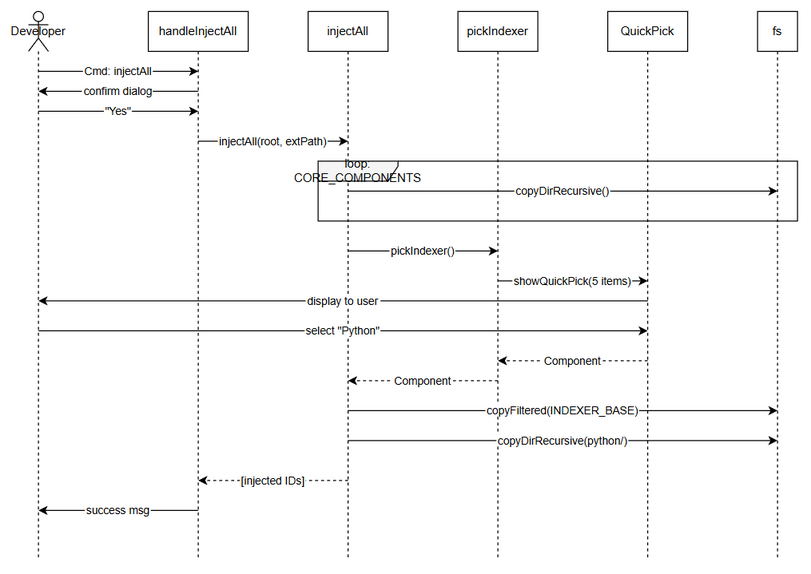 Developer
handleInjectAll
injectAll
pickIndexer
QuickPick
fs
Cmd: injectAll
confirm dialog
"Yes"
injectAll(root, extPath)
loop:
CORE_COMPONENTS
copyDirRecursive()
pickIndexer()
showQuickPick(5 items)
display to user
select "Python"
Component
Component
copyFiltered(INDEXER_BASE)
copyDirRecursive(python/)
[injected IDs]
success msg